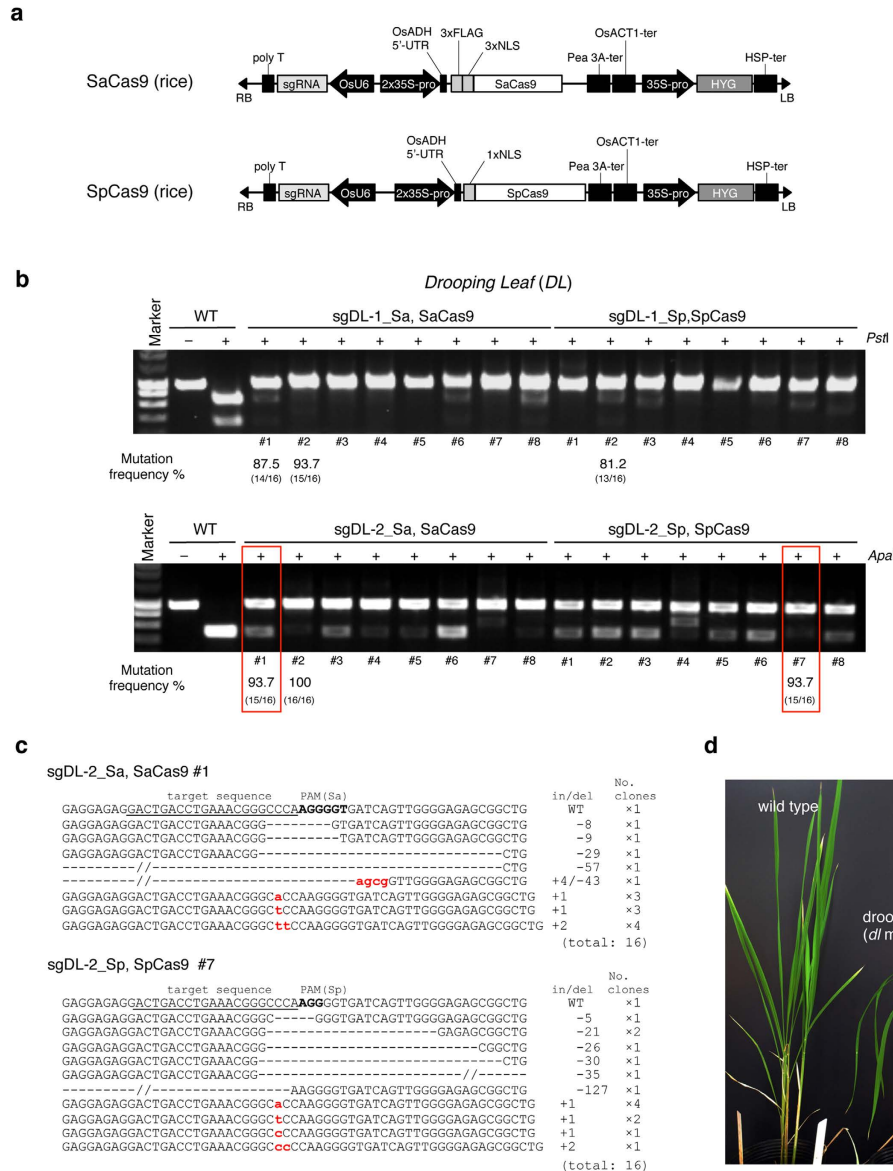 a
SaCas9 (rice)
poly T
OsADH
5'-UTR
3xFLAG
3xNLS
OsACT1-ter
Pea 3A-ter
HSP-ter
RB
sgRNA
OsU6
2x35S-pro
SaCas9
35S-pro
HYG
LB
SpCas9 (rice)
poly T
OsADH
5'-UTR
1xNLS
OsACT1-ter
Pea 3A-ter
HSP-ter
RB
sgRNA
OsU6
2x35S-pro
SpCas9
35S-pro
HYG
LB
b
Drooping Leaf (DL)
Marker
WT
sgDL-1_Sa, SaCas9
sgDL-1_Sp,SpCas9
– + + + + + + + + + + + + + + + + + PstI
#1 #2 #3 #4 #5 #6 #7 #8 #1 #2 #3 #4 #5 #6 #7 #8
Mutation
frequency %
87.5 93.7 81.2
(14/16) (15/16) (13/16)
Marker
WT
sgDL-2_Sa, SaCas9
sgDL-2_Sp, SpCas9
– + + + + + + + + + + + + + + + + + Apa
#1 #2 #3 #4 #5 #6 #7 #8 #1 #2 #3 #4 #5 #6 #7 #8
Mutation
frequency %
93.7 100 93.7
(15/16) (16/16) (15/16)
c
sgDL-2_Sa, SaCas9 #1
target sequence PAM(Sa) in/del No. clones
GAGGAGAGGACTGACCTGAAACGGGCCCAAGGGGTGATCAGTTGGGGAGAGCGGCTG WT ×1
GAGGAGAGGACTGACCTGAAACGGG--------GTGATCAGTTGGGGAGAGCGGCTG −8 ×1
GAGGAGAGGACTGACCTGAAACGGG---------TGATCAGTTGGGGAGAGCGGCTG −9 ×1
GAGGAGAGGACTGACCTGAAACGG-----------------------------CTG −29 ×1
---------//-------------------------------------------CTG −57 ×1
---------//-------------------------agcgGTTGGGGAGAGCGGCTG +4/−43 ×1
GAGGAGAGGACTGACCTGAAACGGGCaCCAAGGGGTGATCAGTTGGGGAGAGCGGCTG +1 ×3
GAGGAGAGGACTGACCTGAAACGGGCtCCAAGGGGTGATCAGTTGGGGAGAGCGGCTG +1 ×3
GAGGAGAGGACTGACCTGAAACGGGCttCCAAGGGGTGATCAGTTGGGGAGAGCGGCTG +2 ×4
(total: 16)
sgDL-2_Sp, SpCas9 #7
target sequence PAM(Sp) in/del No. clones
GAGGAGAGGACTGACCTGAAACGGGCCCAAGGGGTGATCAGTTGGGGAGAGCGGCTG WT ×1
GAGGAGAGGACTGACCTGAAACGGGC-----GGGTGATCAGTTGGGGAGAGCGGCTG −5 ×1
GAGGAGAGGACTGACCTGAAACGGG---------------------GAGAGCGGCTG −21 ×2
GAGGAGAGGACTGACCTGAAACGGG--------------------------CGGCTG −26 ×1
GAGGAGAGGACTGACCTGAAACGG------------------------------CTG −30 ×1
GAGGAGAGGACTGACCTGAAACGG-------------------------//------ −35 ×1
---------//-----------------AAGGGGTGATCAGTTGGGGAGAGCGGCTG −127 ×1
GAGGAGAGGACTGACCTGAAACGGGCaCCAAGGGGTGATCAGTTGGGGAGAGCGGCTG +1 ×4
GAGGAGAGGACTGACCTGAAACGGGCtCCAAGGGGTGATCAGTTGGGGAGAGCGGCTG +1 ×2
GAGGAGAGGACTGACCTGAAACGGGCcCCAAGGGGTGATCAGTTGGGGAGAGCGGCTG +1 ×1
GAGGAGAGGACTGACCTGAAACGGGCccCCAAGGGGTGATCAGTTGGGGAGAGCGGCTG +2 ×1
(total: 16)
d
wild type
droo
(dl m